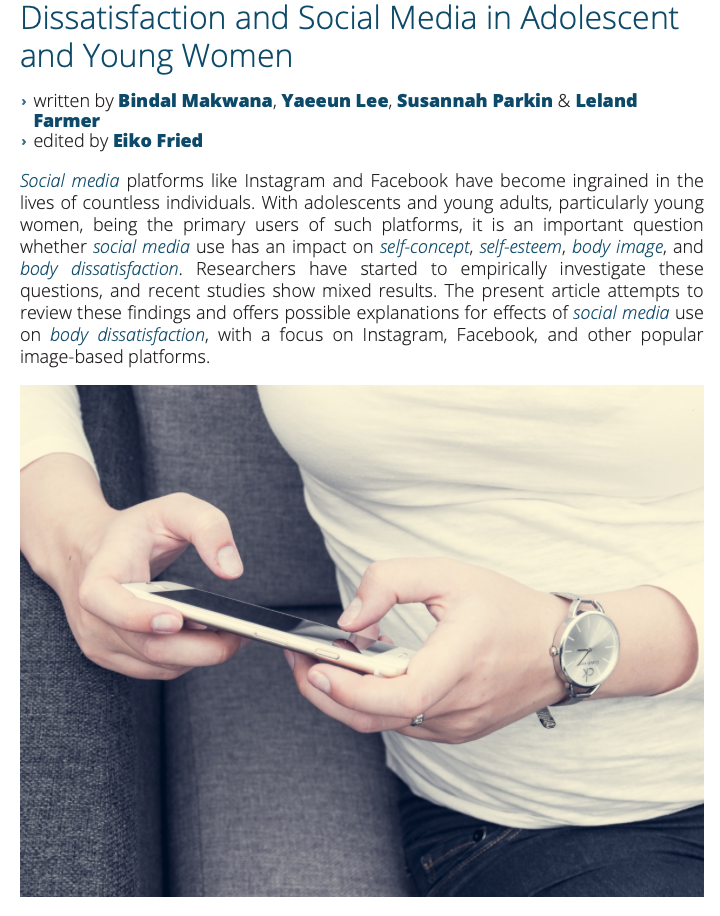 Dissatisfaction and Social Media in Adolescent
and Young Women
› written by Bindal Makwana, Yaeeun Lee, Susannah Parkin & Leland
Farmer
› edited by Eiko Fried
Social media platforms like Instagram and Facebook have become ingrained in the
lives of countless individuals. With adolescents and young adults, particularly young
women, being the primary users of such platforms, it is an important question
whether social media use has an impact on self-concept, self-esteem, body image, and
body dissatisfaction. Researchers have started to empirically investigate these
questions, and recent studies show mixed results. The present article attempts to
review these findings and offers possible explanations for effects of social media use
on body dissatisfaction, with a focus on Instagram, Facebook, and other popular
image-based platforms.
ck